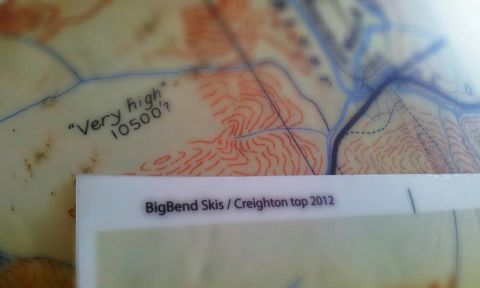 "Very high"
10500'?
BigBend Skis / Creighton top 2012